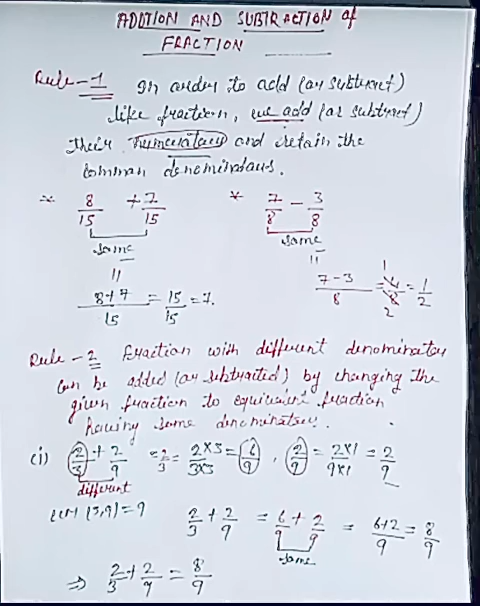 ADDTION AND SUBTRACTION of
FRACTION
Rule-1 In order to add (or subtract)
like fraction, we add (or subtract)
their numerators and retain the
common denominators.
* 8/15 + 7/15 * 7/8 - 3/8
same same
11 11
8+7/15 = 15/15 = 1. 7-3/8 = 4/8 = 1/2
Rule-2 Fraction with different denominator
can be added (or subtracted) by changing the
given fraction to equivalent fraction
having same denominators.
(i) 2/3 + 2/9 = 2/3 = 2×3/3×3 = 6/9 , 2/9 = 2×1/9×1 = 2/9
different
LCM (3,9) = 9 2/3 + 2/9 = 6/9 + 2/9 = 6+2/9 = 8/9
same
⇒ 2/3 + 2/9 = 8/9